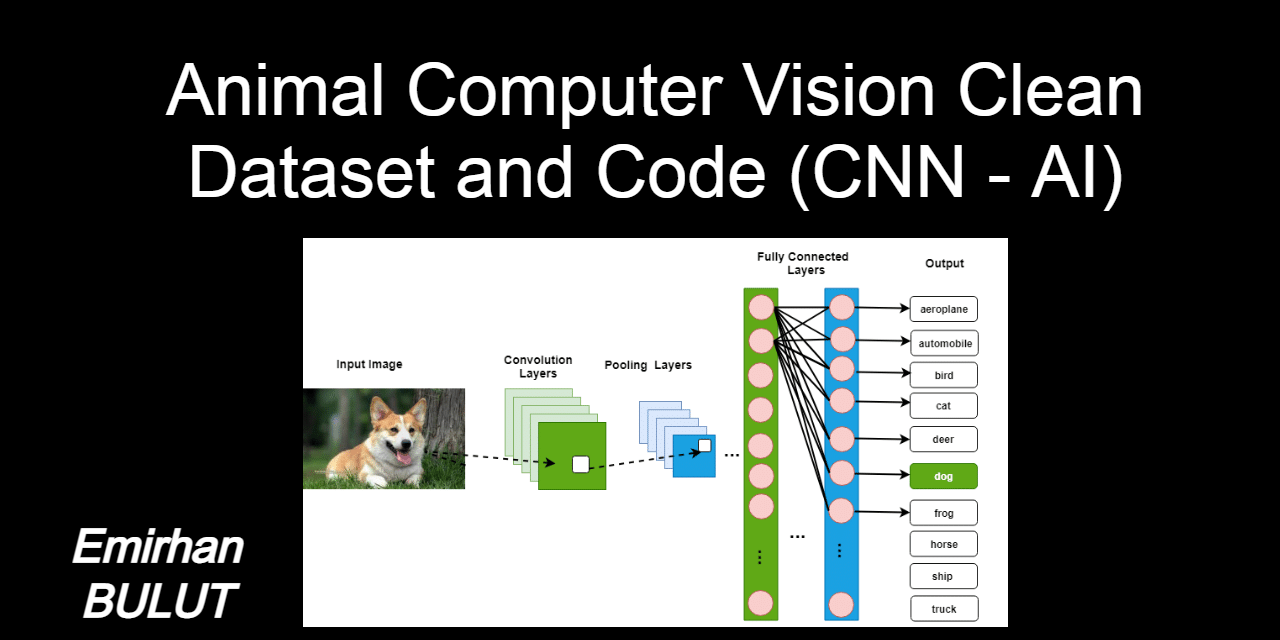 Animal Computer Vision Clean
Dataset and Code (CNN - AI)
Fully Connected
Layers
Output
Input Image
Convolution
Layers
Pooling Layers
aeroplane
automobile
bird
cat
deer
dog
frog
horse
ship
truck
...
...
Emirhan
BULUT